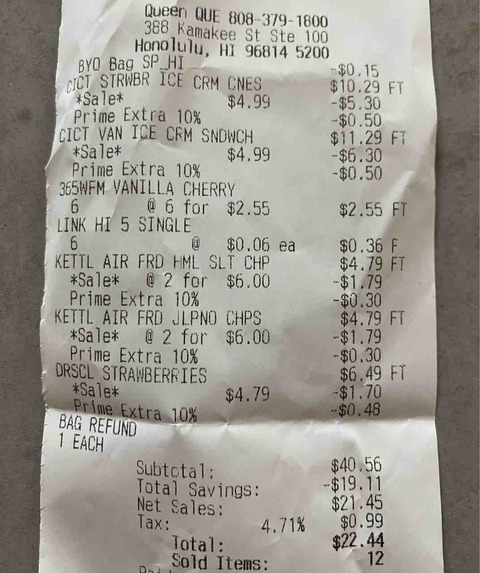 Queen QUE 808-379-1800
388 Kamakee St Ste 100
Honolulu, HI 96814 5200
BYO Bag SP HI -$0.15
CICT STRWBR ICE CRM CNES $10.29 FT
*Sale* $4.99 -$5.30
Prime Extra 10% -$0.50
CICT VAN ICE CRM SNDWCH $11.29 FT
*Sale* $4.99 -$6.30
Prime Extra 10% -$0.50
365WFM VANILLA CHERRY
6 @ 6 for $2.55 $2.55 FT
LINK HI 5 SINGLE
6 @ $0.06 ea $0.36 F
KETTL AIR FRD HML SLT CHP $4.79 FT
*Sale* @ 2 for $6.00 -$1.79
Prime Extra 10% -$0.30
KETTL AIR FRD JLPNO CHPS $4.79 FT
*Sale* @ 2 for $6.00 -$1.79
Prime Extra 10% -$0.30
DRSCL STRAWBERRIES $6.49 FT
*Sale* $4.79 -$1.70
Prime Extra 10% -$0.48
BAG REFUND
1 EACH
Subtotal: $40.56
Total Savings: -$19.11
Net Sales: $21.45
Tax: 4.71% $0.99
Total: $22.44
Sold Items: 12